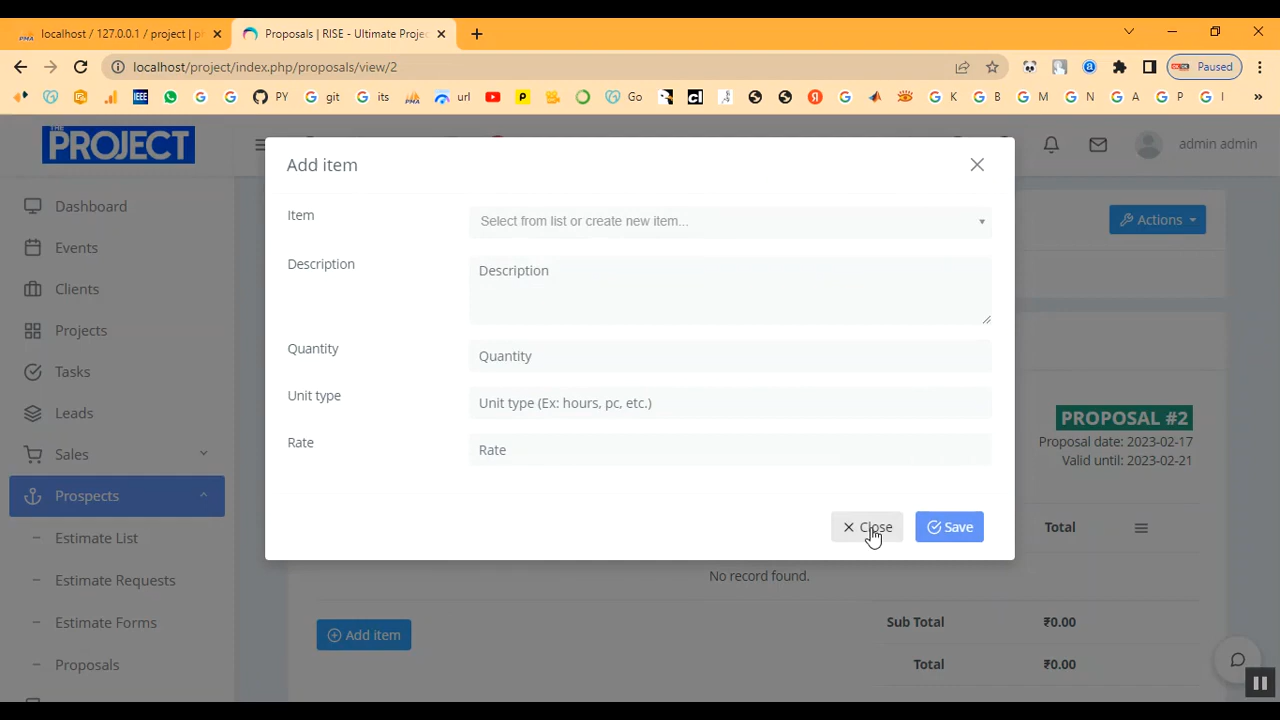 localhost / 127.0.0.1 / project | p
Proposals | RISE - Ultimate Proje
localhost/project/index.php/proposals/view/2
Paused
IEEE
PY
git
its
url
Go
K
B
M
N
A
P
I
THE
PROJECT
admin admin
Dashboard
Events
Clients
Projects
Tasks
Leads
Sales
Prospects
Estimate List
Estimate Requests
Estimate Forms
Proposals
Actions
Add item
Item
Select from list or create new item...
Description
Description
Quantity
Quantity
Unit type
Unit type (Ex: hours, pc, etc.)
Rate
Rate
Close
Save
PROPOSAL #2
Proposal date: 2023-02-17
Valid until: 2023-02-21
Total
No record found.
Add item
Sub Total ₹0.00
Total ₹0.00